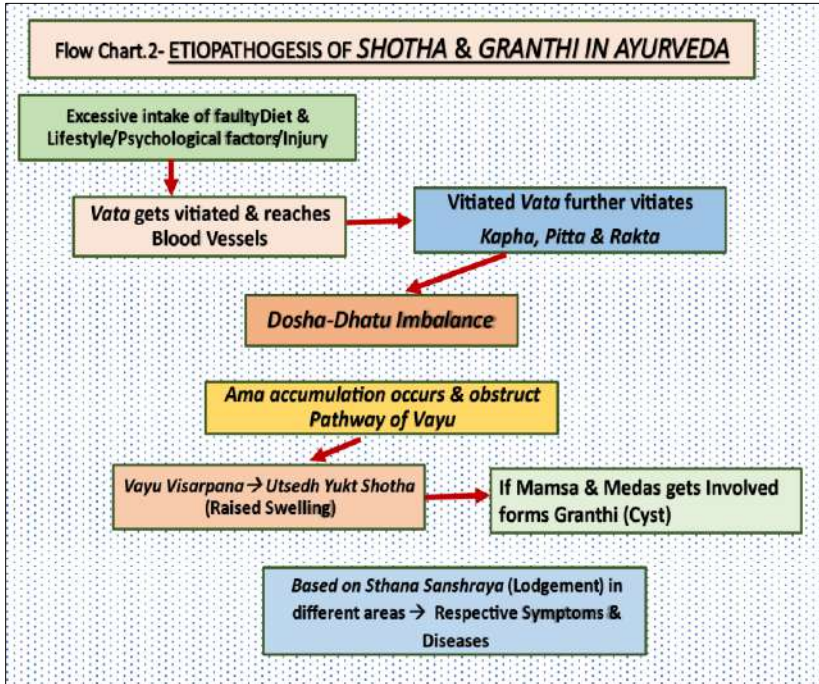 Flow Chart.2- ETIOPATHOGESIS OF SHOTHA & GRANTHI IN AYURVEDA
Excessive intake of faultyDiet &
Lifestyle/Psychological factors/Injury
Vata gets vitiated & reaches
Blood Vessels
Vitiated Vata further vitiates
Kapha, Pitta & Rakta
Dosha-Dhatu Imbalance
Ama accumulation occurs & obstruct
Pathway of Vayu
Vayu Visarpana → Utsedh Yukt Shotha
(Raised Swelling)
If Mamsa & Medas gets Involved
forms Granthi (Cyst)
Based on Sthana Sanshraya (Lodgement) in
different areas → Respective Symptoms &
Diseases